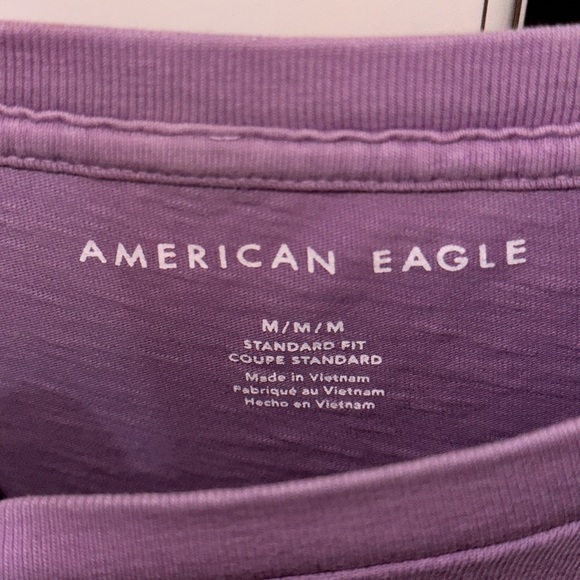 AMERICAN EAGLE
M/M/M
STANDARD FIT
COUPE STANDARD
Made in Vietnam
Fabriqué au Vietnam
Hecho en Vietnam